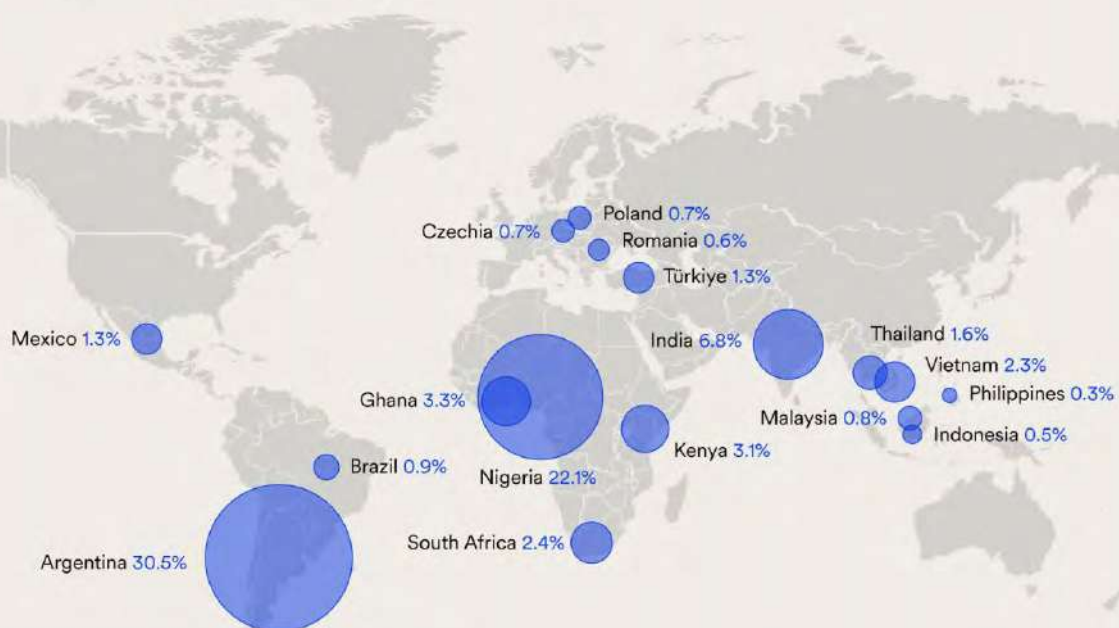 Poland 0.7%
Czechia 0.7%
Romania 0.6%
Türkiye 1.3%
Mexico 1.3%
India 6.8%
Thailand 1.6%
Vietnam 2.3%
Philippines 0.3%
Ghana 3.3%
Malaysia 0.8%
Indonesia 0.5%
Kenya 3.1%
Brazil 0.9%
Nigeria 22.1%
South Africa 2.4%
Argentina 30.5%